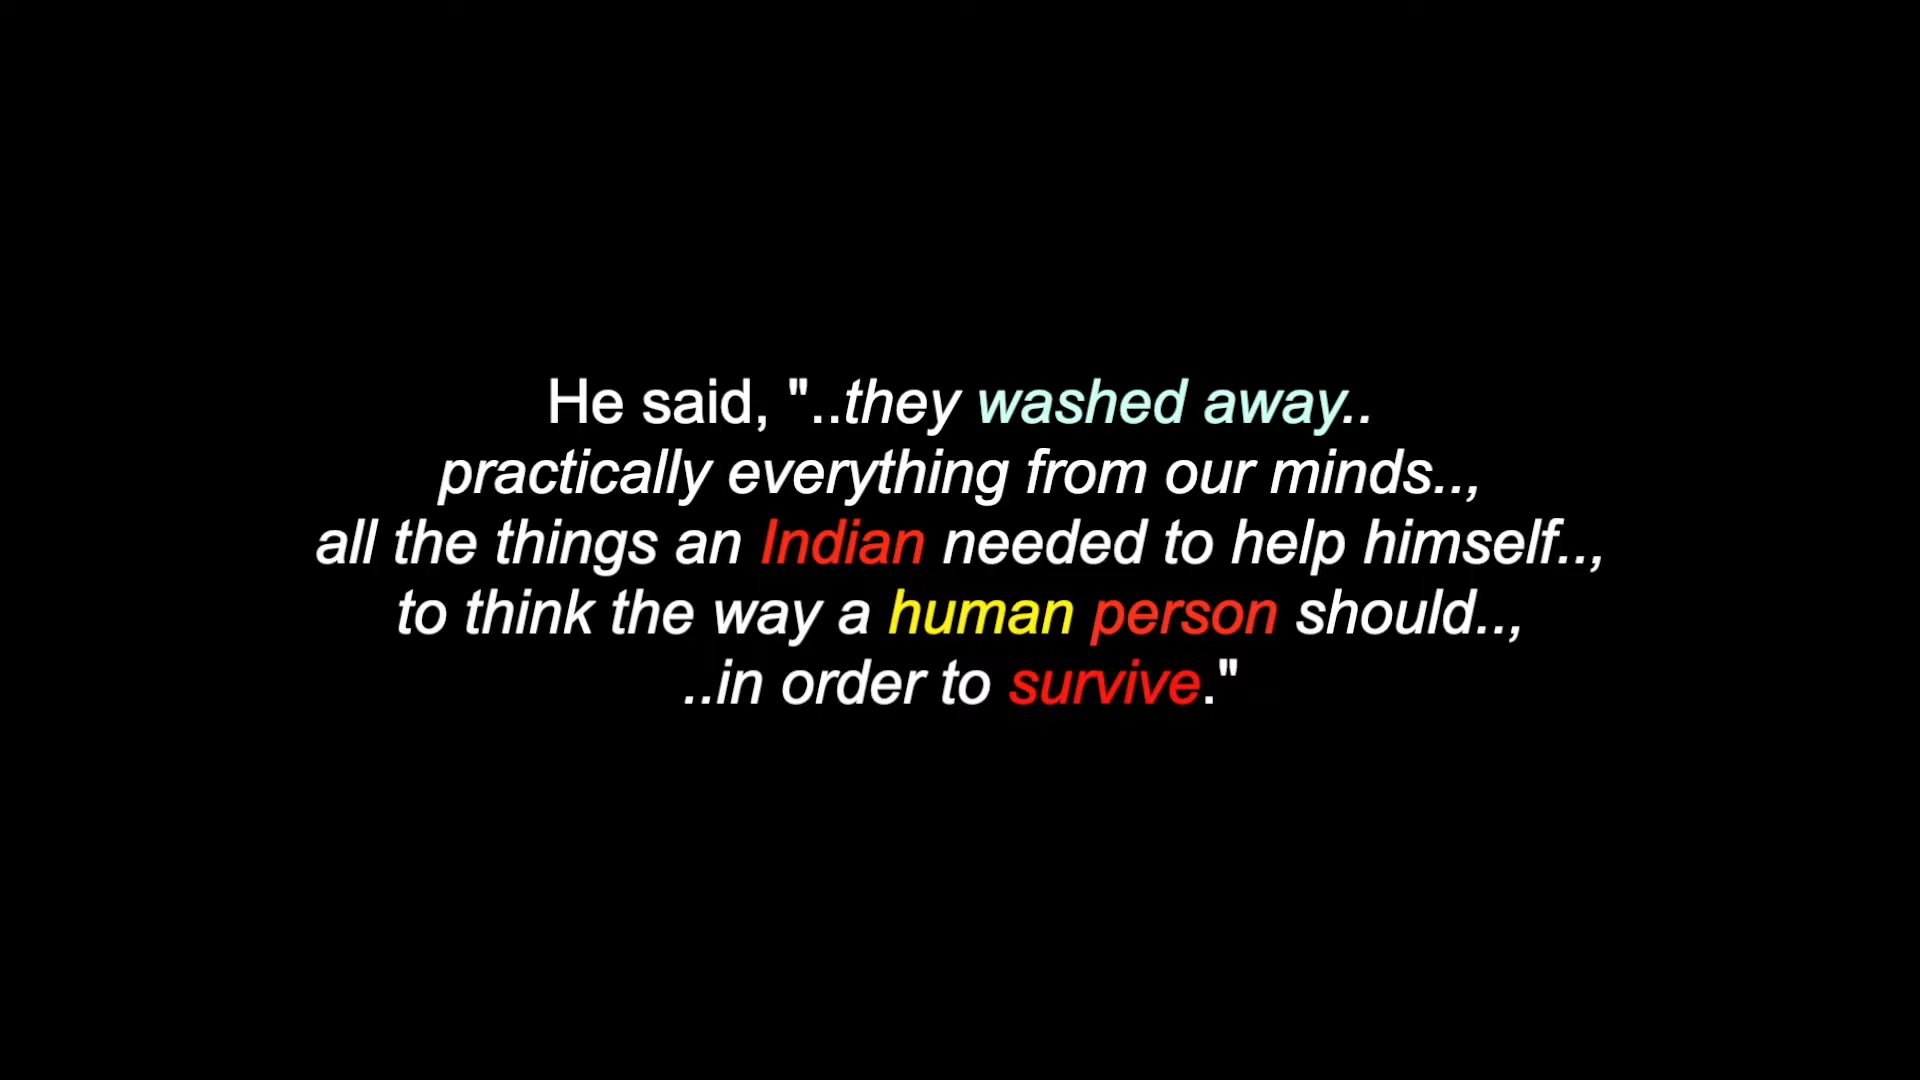 He said, "..they washed away..
practically everything from our minds..,
all the things an Indian needed to help himself..,
to think the way a human person should..,
..in order to survive."